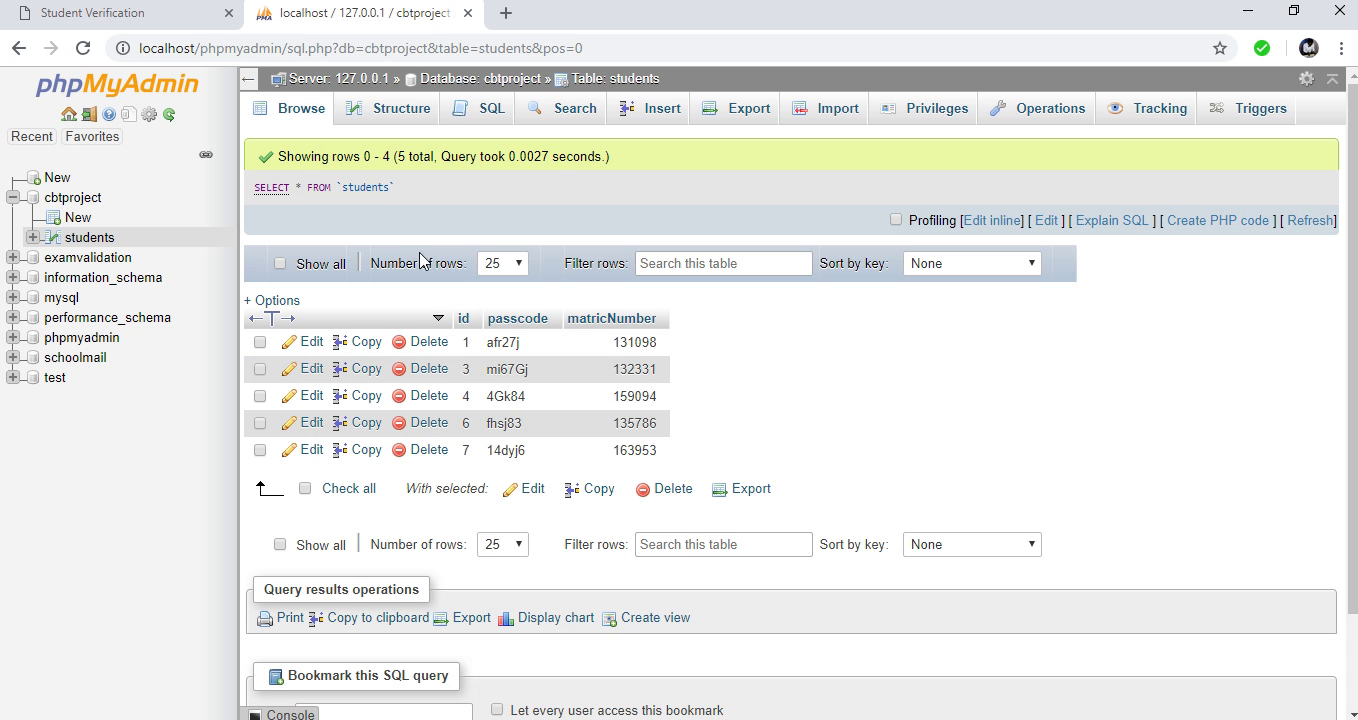 Student Verification
localhost / 127.0.0.1 / cbtproject
localhost/phpmyadmin/sql.php?db=cbtproject&table=students&pos=0
phpMyAdmin
Recent Favorites
New
cbtproject
New
students
examvalidation
information_schema
mysql
performance_schema
phpmyadmin
schoolmail
test
Server: 127.0.0.1 » Database: cbtproject » Table: students
Browse Structure SQL Search Insert Export Import Privileges Operations Tracking Triggers
Showing rows 0 - 4 (5 total, Query took 0.0027 seconds.)
SELECT * FROM `students`
Profiling [Edit inline] [ Edit ] [ Explain SQL ] [ Create PHP code ] [ Refresh]
Show all Number of rows: 25 Filter rows: Search this table Sort by key: None
+ Options
id passcode matricNumber
Edit Copy Delete 1 afr27j 131098
Edit Copy Delete 3 mi67Gj 132331
Edit Copy Delete 4 4Gk84 159094
Edit Copy Delete 6 fhsj83 135786
Edit Copy Delete 7 14dyj6 163953
Check all With selected: Edit Copy Delete Export
Show all Number of rows: 25 Filter rows: Search this table Sort by key: None
Query results operations
Print Copy to clipboard Export Display chart Create view
Bookmark this SQL query
Let every user access this bookmark
Console